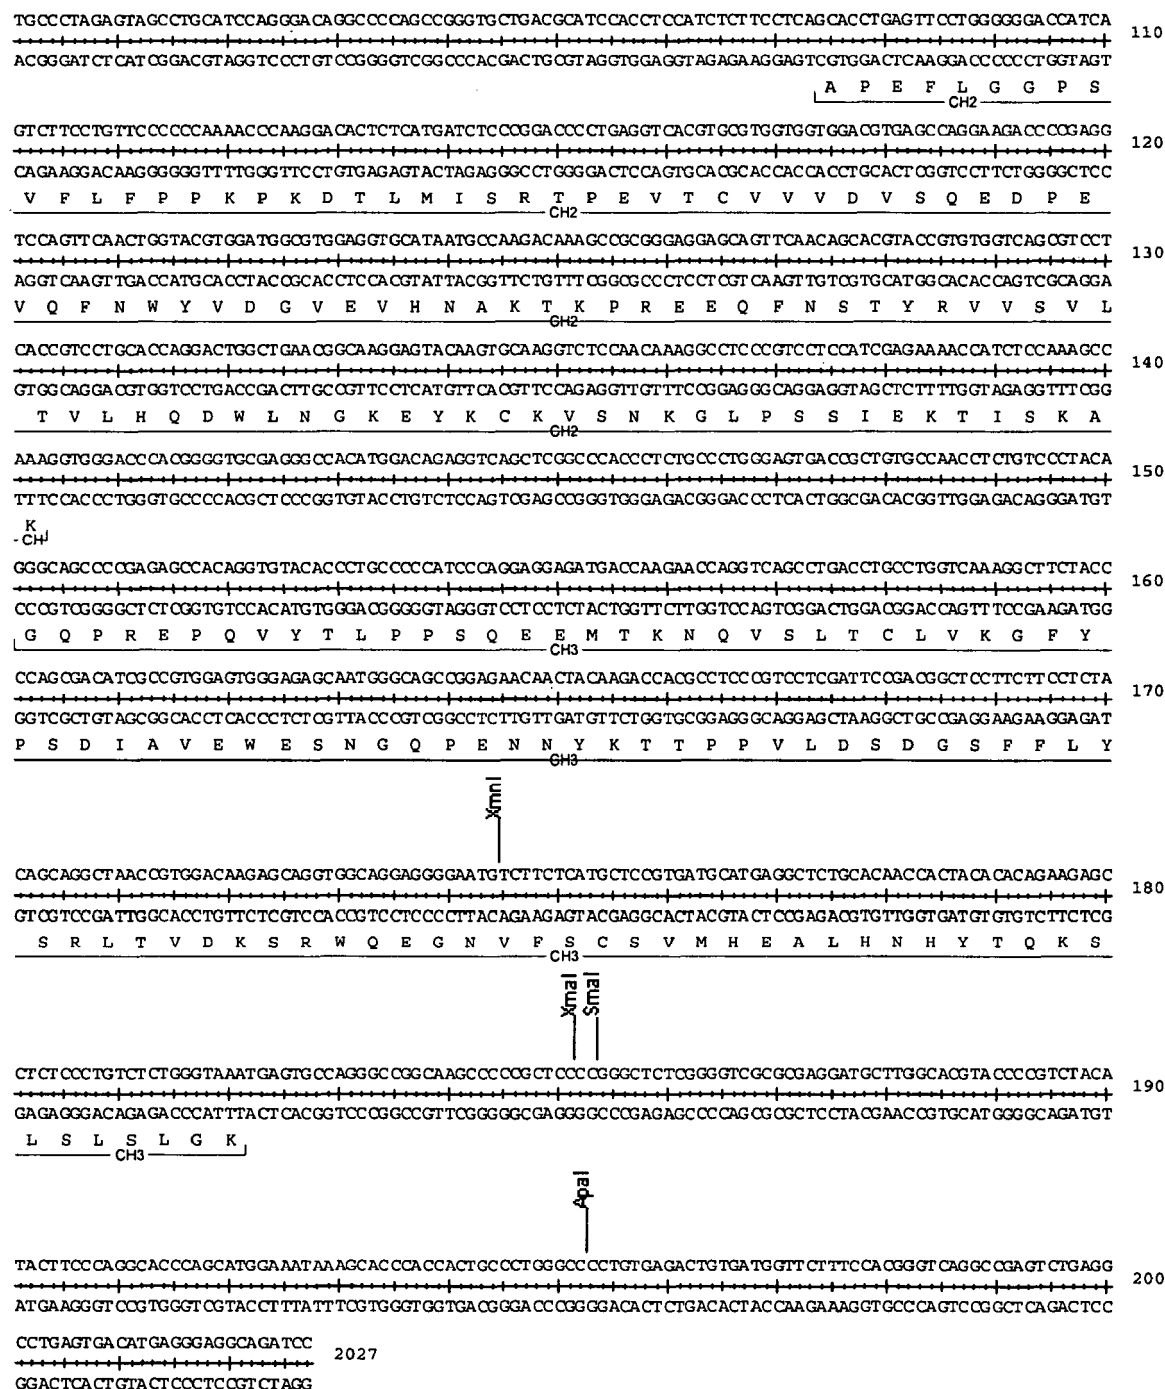 TGCCCTAGAGTAGCCTGCATCCAGGGACAGGCCCCAGCCGGGTGCTGACGCATCCACCTCCATCTCTTCCTCAGCACCTGAGTTCCTGGGGGGACCATCA 110
ACGGGATCTCATCGGACGTAGGTCCCTGTCCGGGGTCGGCCCACGACTGCGTAGGTGGAGGTAGAGAAGGAGTCGTGGACTCAAGGACCCCCCTGGTAGT
A P E F L G G P S
CH2
GTCTTCCTGTTCCCCCCAAAACCCAAGGACACTCTCATGATCTCCCGGACCCCTGAGGTCACGTGCGTGGTGGTGGACGTGAGCCAGGAAGACCCCGAGG 120
CAGAAGGACAAGGGGGGTTTTGGGTTCCTGTGAGAGTACTAGAGGGCCTGGGGACTCCAGTGCACGCACCACCACCTGCACTCGGTCCTTCTGGGGCTCC
V F L F P P K P K D T L M I S R T P E V T C V V V D V S Q E D P E
CH2
TCCAGTTCAACTGGTACGTGGATGGCGTGGAGGTGCATAATGCCAAGACAAAGCCGCGGGAGGAGCAGTTCAACAGCACGTACCGTGTGGTCAGCGTCCT 130
AGGTCAAGTTGACCATGCACCTACCGCACCTCCACGTATTACGGTTCTGTTTCGGCGCCCTCCTCGTCAAGTTGTCGTGCATGGCACACCAGTCGCAGGA
V Q F N W Y V D G V E V H N A K T K P R E E Q F N S T Y R V V S V L
CH2
CACCGTCCTGCACCAGGACTGGCTGAACGGCAAGGAGTACAAGTGCAAGGTCTCCAACAAAGGCCTCCCGTCCTCCATCGAGAAAACCATCTCCAAAGCC 140
GTGGCAGGACGTGGTCCTGACCGACTTGCCGTTCCTCATGTTCACGTTCCAGAGGTTGTTTCCGGAGGGCAGGAGGTAGCTCTTTTGGTAGAGGTTTCGG
T V L H Q D W L N G K E Y K C K V S N K G L P S S I E K T I S K A
CH2
AAAGGTGGGACCCACGGGGTGCGAGGGCCACATGGACAGAGGTCAGCTCGGCCCACCCTCTGCCCTGGGAGTGACCGCTGTGCCAACCTCTGTCCCTACA 150
TTTCCACCCTGGGTGCCCCACGCTCCCGGTGTACCTGTCTCCAGTCGAGCCGGGTGGGAGACGGGACCCTCACTGGCGACACGGTTGGAGACAGGGATGT
K
CH
GGGCAGCCCCGAGAGCCACAGGTGTACACCCTGCCCCCATCCCAGGAGGAGATGACCAAGAACCAGGTCAGCCTGACCTGCCTGGTCAAAGGCTTCTACC 160
CCCGTCGGGGCTCTCGGTGTCCACATGTGGGACGGGGGTAGGGTCCTCCTCTACTGGTTCTTGGTCCAGTCGGACTGGACGGACCAGTTTCCGAAGATGG
G Q P R E P Q V Y T L P P S Q E E M T K N Q V S L T C L V K G F Y
CH3
CCAGCGACATCGCCGTGGAGTGGGAGAGCAATGGGCAGCCGGAGAACAACTACAAGACCACGCCTCCCGTCCTCGATTCCGACGGCTCCTTCTTCCTCTA 170
GGTCGCTGTAGCGGCACCTCACCCTCTCGTTACCCGTCGGCCTCTTGTTGATGTTCTGGTGCGGAGGGCAGGAGCTAAGGCTGCCGAGGAAGAAGGAGAT
P S D I A V E W E S N G Q P E N N Y K T T P P V L D S D G S F F L Y
CH3
XmnI
CAGCAGGCTAACCGTGGACAAGAGCAGGTGGCAGGAGGGGAATGTCTTCTCATGCTCCGTGATGCATGAGGCTCTGCACAACCACTACACACAGAAGAGC 180
GTCGTCCGATTGGCACCTGTTCTCGTCCACCGTCCTCCCCTTACAGAAGAGTACGAGGCACTACGTACTCCGAGACGTGTTGGTGATGTGTGTCTTCTCG
S R L T V D K S R W Q E G N V F S C S V M H E A L H N H Y T Q K S
CH3
XmaI SmaI
CTCTCCCTGTCTCTGGGTAAATGAGTGCCAGGGCCGGCAAGCCCCCGCTCCCCGGGCTCTCGGGGTCGCGCGAGGATGCTTGGCACGTACCCCGTCTACA 190
GAGAGGGACAGAGACCCATTTACTCACGGTCCCGGCCGTTCGGGGGCGAGGGGCCCGAGAGCCCCAGCGCGCTCCTACGAACCGTGCATGGGGCAGATGT
L S L S L G K
CH3
ApaI
TACTTCCCAGGCACCCAGCATGGAAATAAAGCACCCACCACTGCCCTGGGCCCCTGTGAGACTGTGATGGTTCTTTCCACGGGTCAGGCCGAGTCTGAGG 200
ATGAAGGGTCCGTGGGTCGTACCTTTATTTCGTGGGTGGTGACGGGACCCGGGGACACTCTGACACTACCAAGAAAGGTGCCCAGTCCGGCTCAGACTCC
CCTGAGTGACATGAGGGAGGCAGATCC 2027
GGACTCACTGTACTCCCTCCGTCTAGG